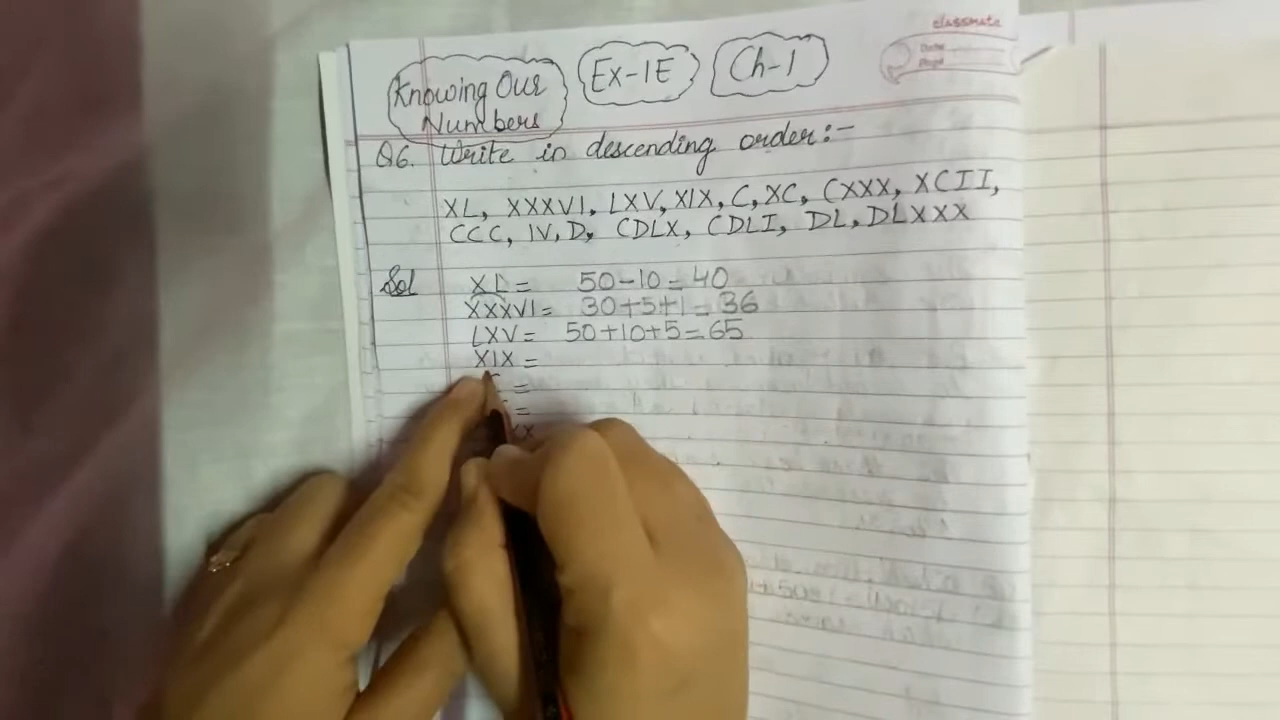 classmate
Date
Page
Knowing Our
Numbers
Ex-1E
Ch-1
Q6. Write in descending order:-
XL, XXXVI, LXV, XIX, C, XC, CXXX, XCII,
CCC, IV, D, CDLX, CDLI, DL, DLXXX
Sol
XL = 50-10=40
XXXVI = 30+5+1=36
LXV = 50+10+5=65
XIX =
=
=